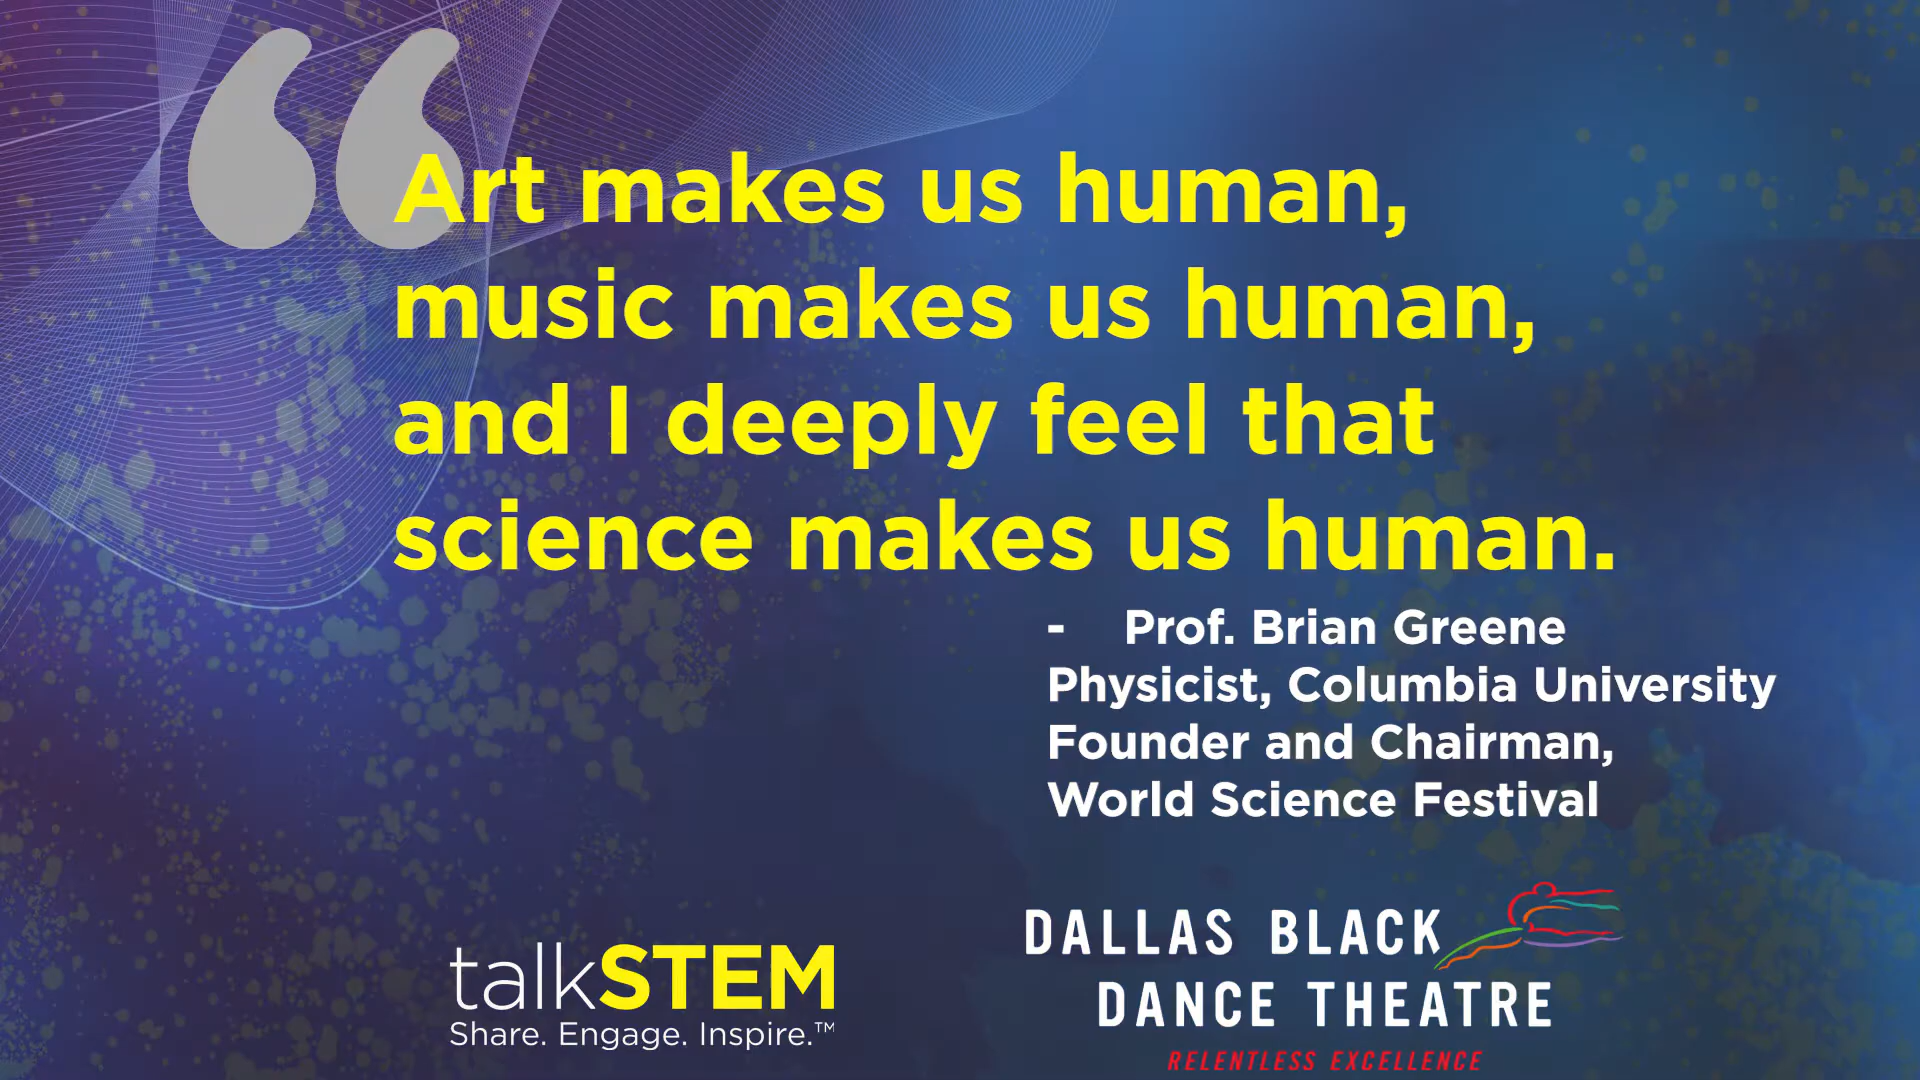 “
Art makes us human,
music makes us human,
and I deeply feel that
science makes us human.
- Prof. Brian Greene
Physicist, Columbia University
Founder and Chairman,
World Science Festival
talkSTEM
Share. Engage. Inspire.™
DALLAS BLACK
DANCE THEATRE
RELENTLESS EXCELLENCE